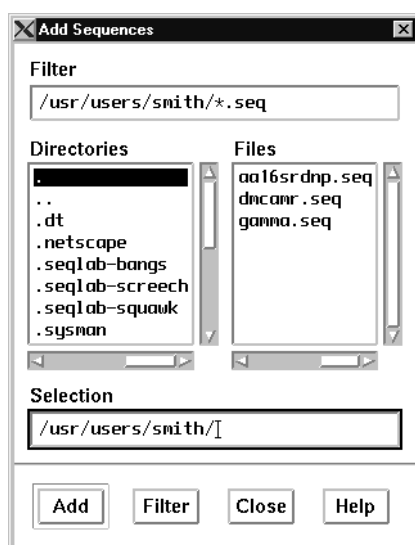 Add Sequences
Filter
/usr/users/smith/*.seq
Directories
.
..
.dt
.netscape
.seqlab-bangs
.seqlab-screech
.seqlab-squawk
.sysman
Files
aa16srdnp.seq
dmcamr.seq
gamma.seq
Selection
/usr/users/smith/
Add
Filter
Close
Help